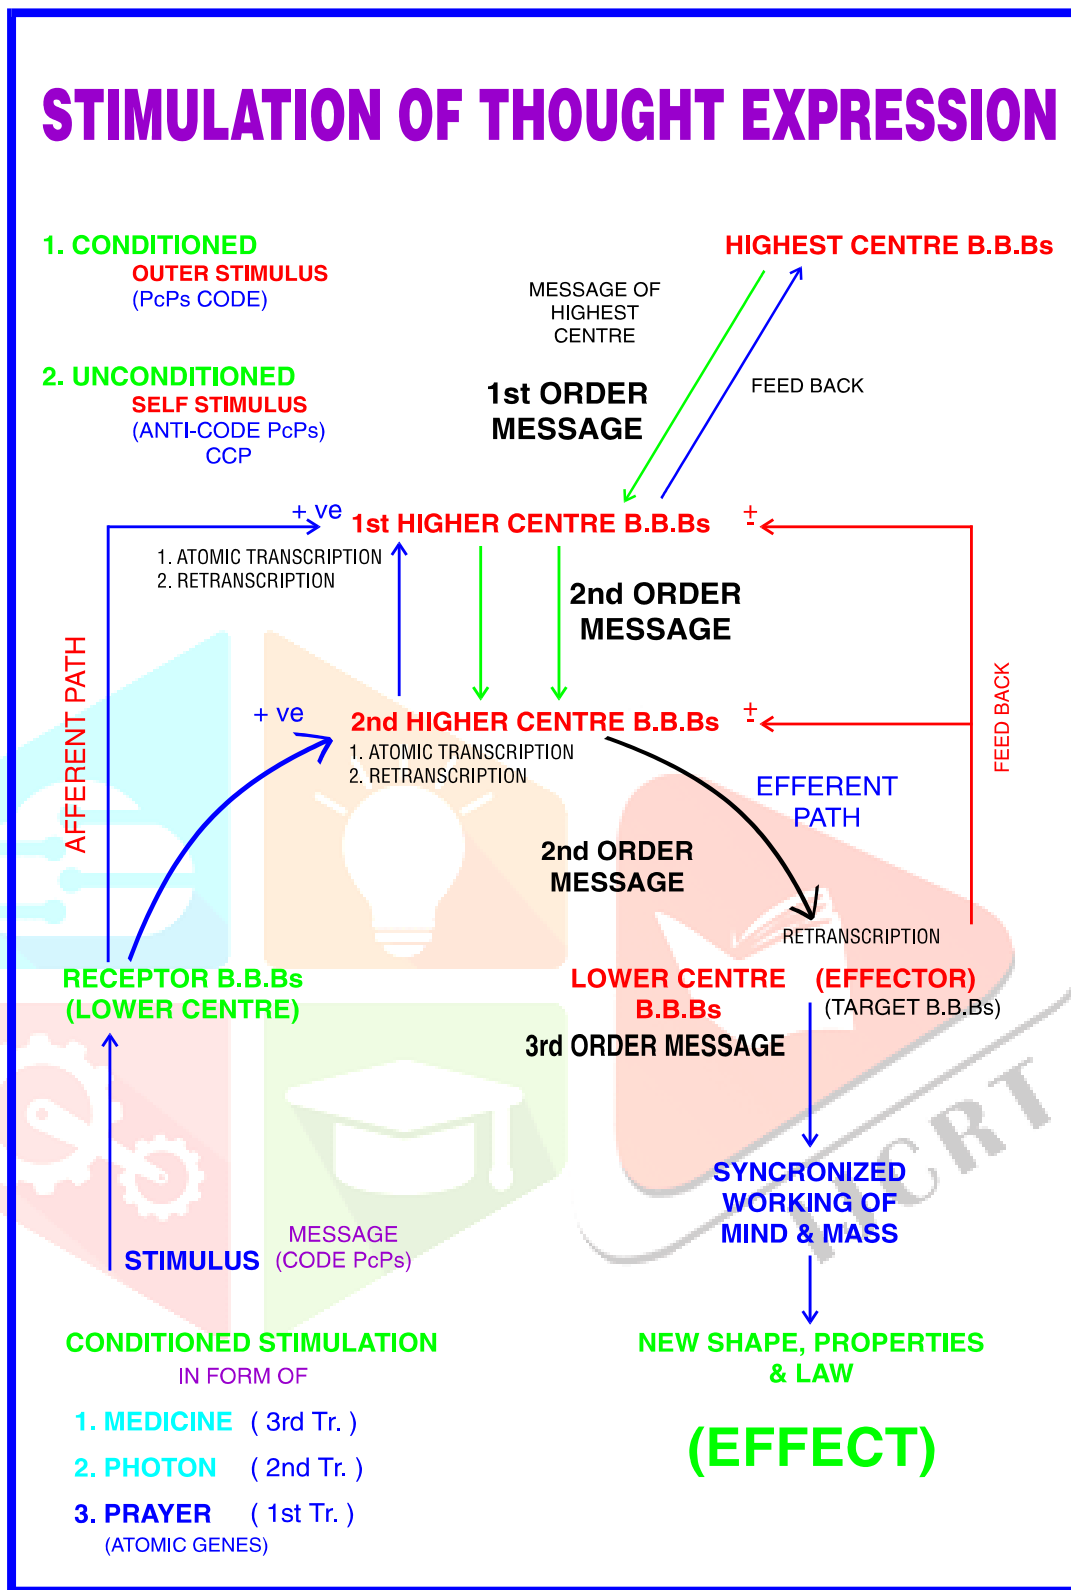 STIMULATION OF THOUGHT EXPRESSION
1. CONDITIONED
OUTER STIMULUS
(PcPs CODE)
2. UNCONDITIONED
SELF STIMULUS
(ANTI-CODE PcPs)
CCP
HIGHEST CENTRE B.B.Bs
MESSAGE OF
HIGHEST
CENTRE
1st ORDER
MESSAGE
FEED BACK
+ ve
1st HIGHER CENTRE B.B.Bs
±
1. ATOMIC TRANSCRIPTION
2. RETRANSCRIPTION
2nd ORDER
MESSAGE
AFFERENT PATH
FEED BACK
+ ve
2nd HIGHER CENTRE B.B.Bs
±
1. ATOMIC TRANSCRIPTION
2. RETRANSCRIPTION
EFFERENT
PATH
2nd ORDER
MESSAGE
RETRANSCRIPTION
RECEPTOR B.B.Bs
(LOWER CENTRE)
LOWER CENTRE
B.B.Bs
(EFFECTOR)
(TARGET B.B.Bs)
3rd ORDER MESSAGE
SYNCRONIZED
WORKING OF
MIND & MASS
STIMULUS
MESSAGE
(CODE PcPs)
CONDITIONED STIMULATION
IN FORM OF
1. MEDICINE ( 3rd Tr. )
2. PHOTON ( 2nd Tr. )
3. PRAYER ( 1st Tr. )
(ATOMIC GENES)
NEW SHAPE, PROPERTIES
& LAW
(EFFECT)
IJCRT